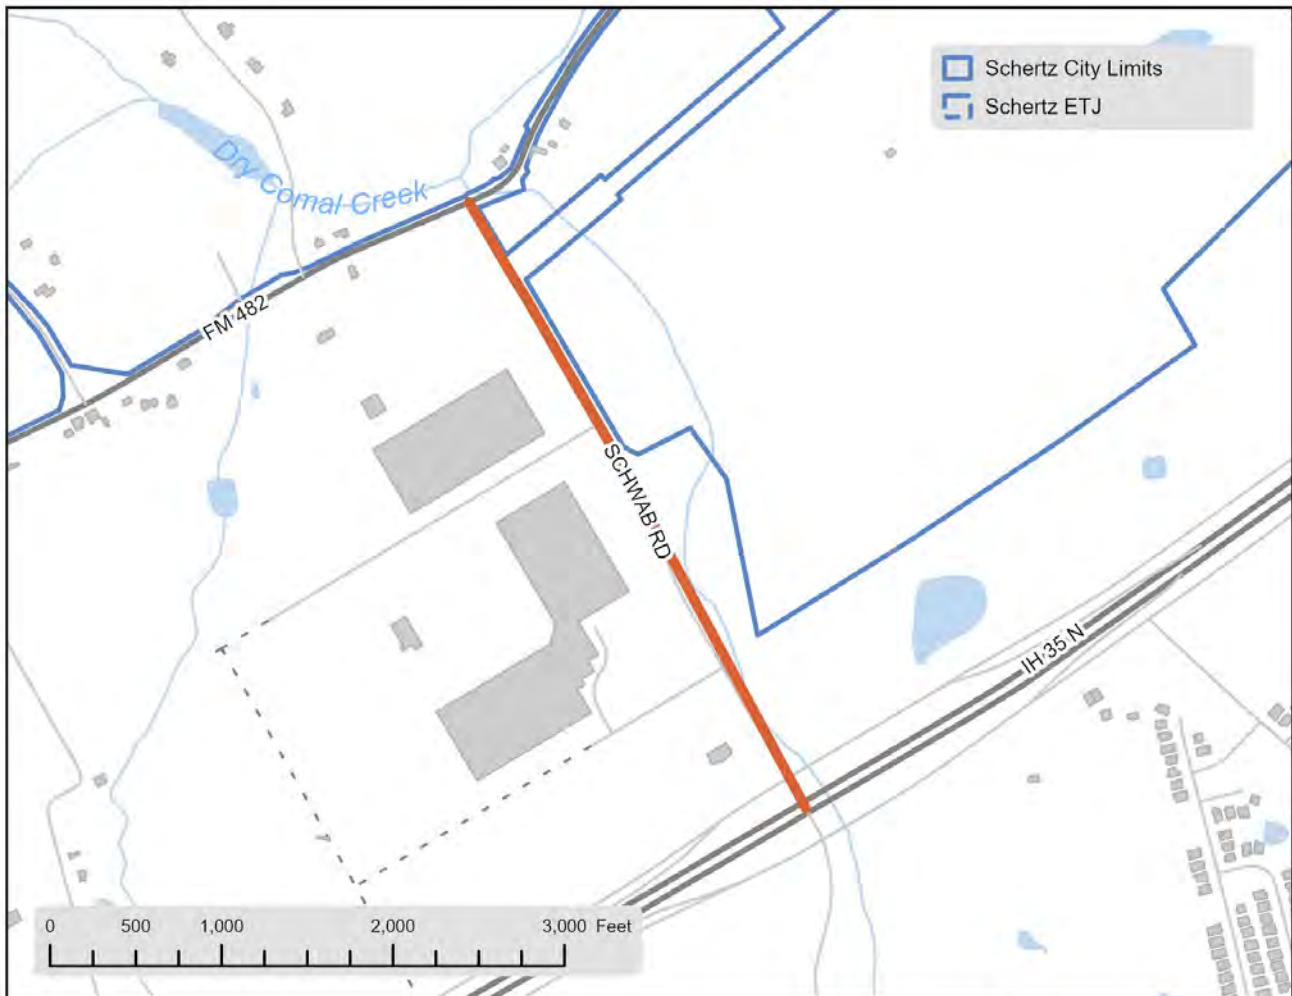 Schertz City Limits
Schertz ETJ
Dry Comal Creek
FM 482
SCHWAB RD
IH 35 N
0 500 1,000 2,000 3,000 Feet